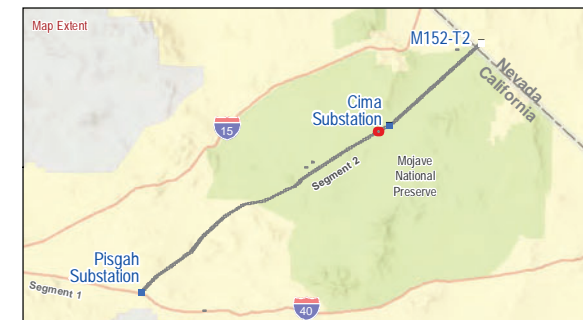 Map Extent
M152-T2
Nevada
California
Cima
Substation
15
Mojave
National
Preserve
Segment 2
Pisgah
Substation
Segment 1
40